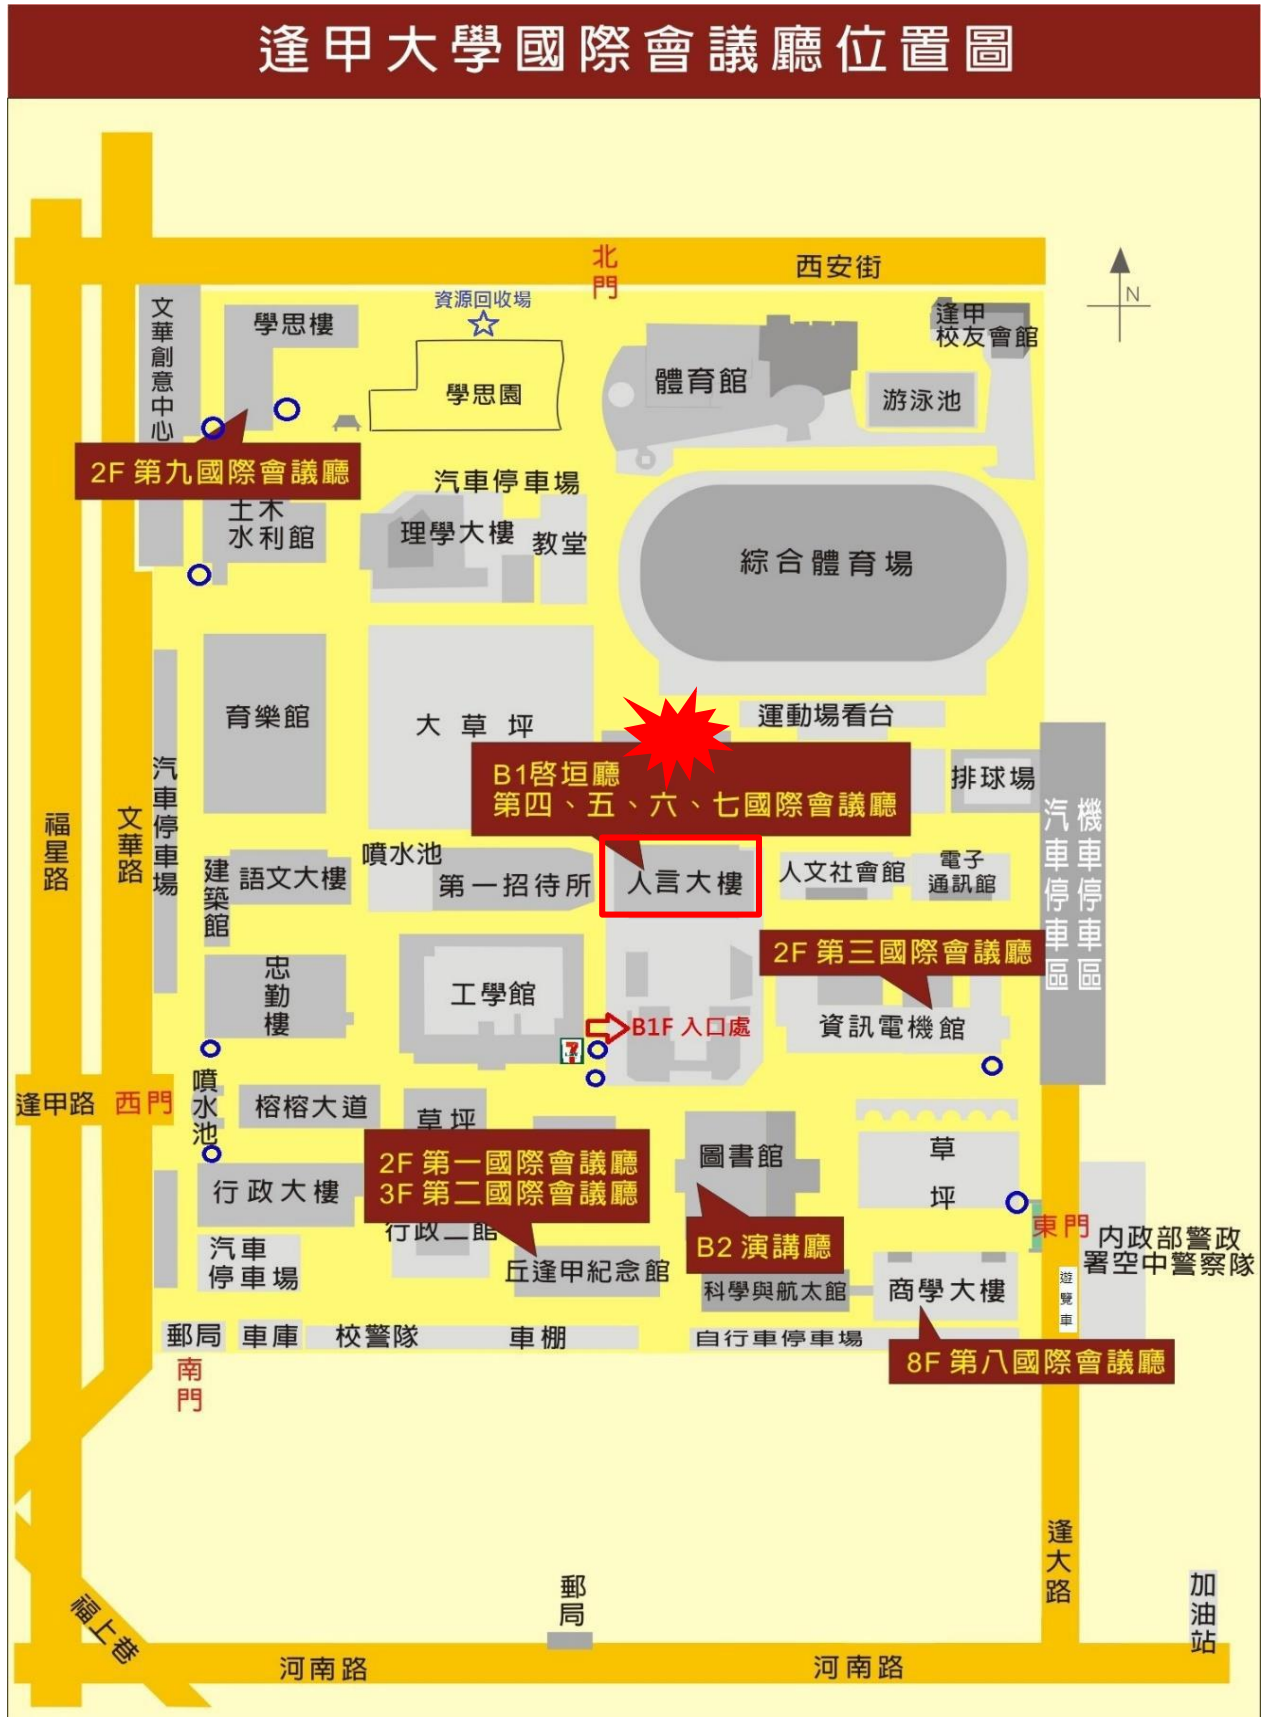 逢甲大學國際會議廳位置圖
北門
西安街
N
文華創意中心
學思樓
資源回收場
學思園
體育館
逢甲
校友會館
游泳池
2F 第九國際會議廳
土木
水利館
汽車停車場
理學大樓
教堂
綜合體育場
育樂館
大草坪
運動場看台
B1啓垣廳
第四、五、六、七國際會議廳
排球場
汽車停車場
福星路
文華路
汽車停車區
機車停車區
建築館
語文大樓
噴水池
第一招待所
人言大樓
人文社會館
電子
通訊館
2F 第三國際會議廳
忠勤樓
工學館
7
B1F 入口處
資訊電機館
逢甲路
西門
噴水池
榕榕大道
草坪
2F 第一國際會議廳
3F 第二國際會議廳
圖書館
草坪
行政大樓
行政二館
B2 演講廳
東門
內政部警政
署空中警察隊
汽車
停車場
丘逢甲紀念館
科學與航太館
商學大樓
遊覽車
郵局
車庫
校警隊
車棚
自行車停車場
8F 第八國際會議廳
南門
逢大路
福上巷
郵局
加油站
河南路
河南路